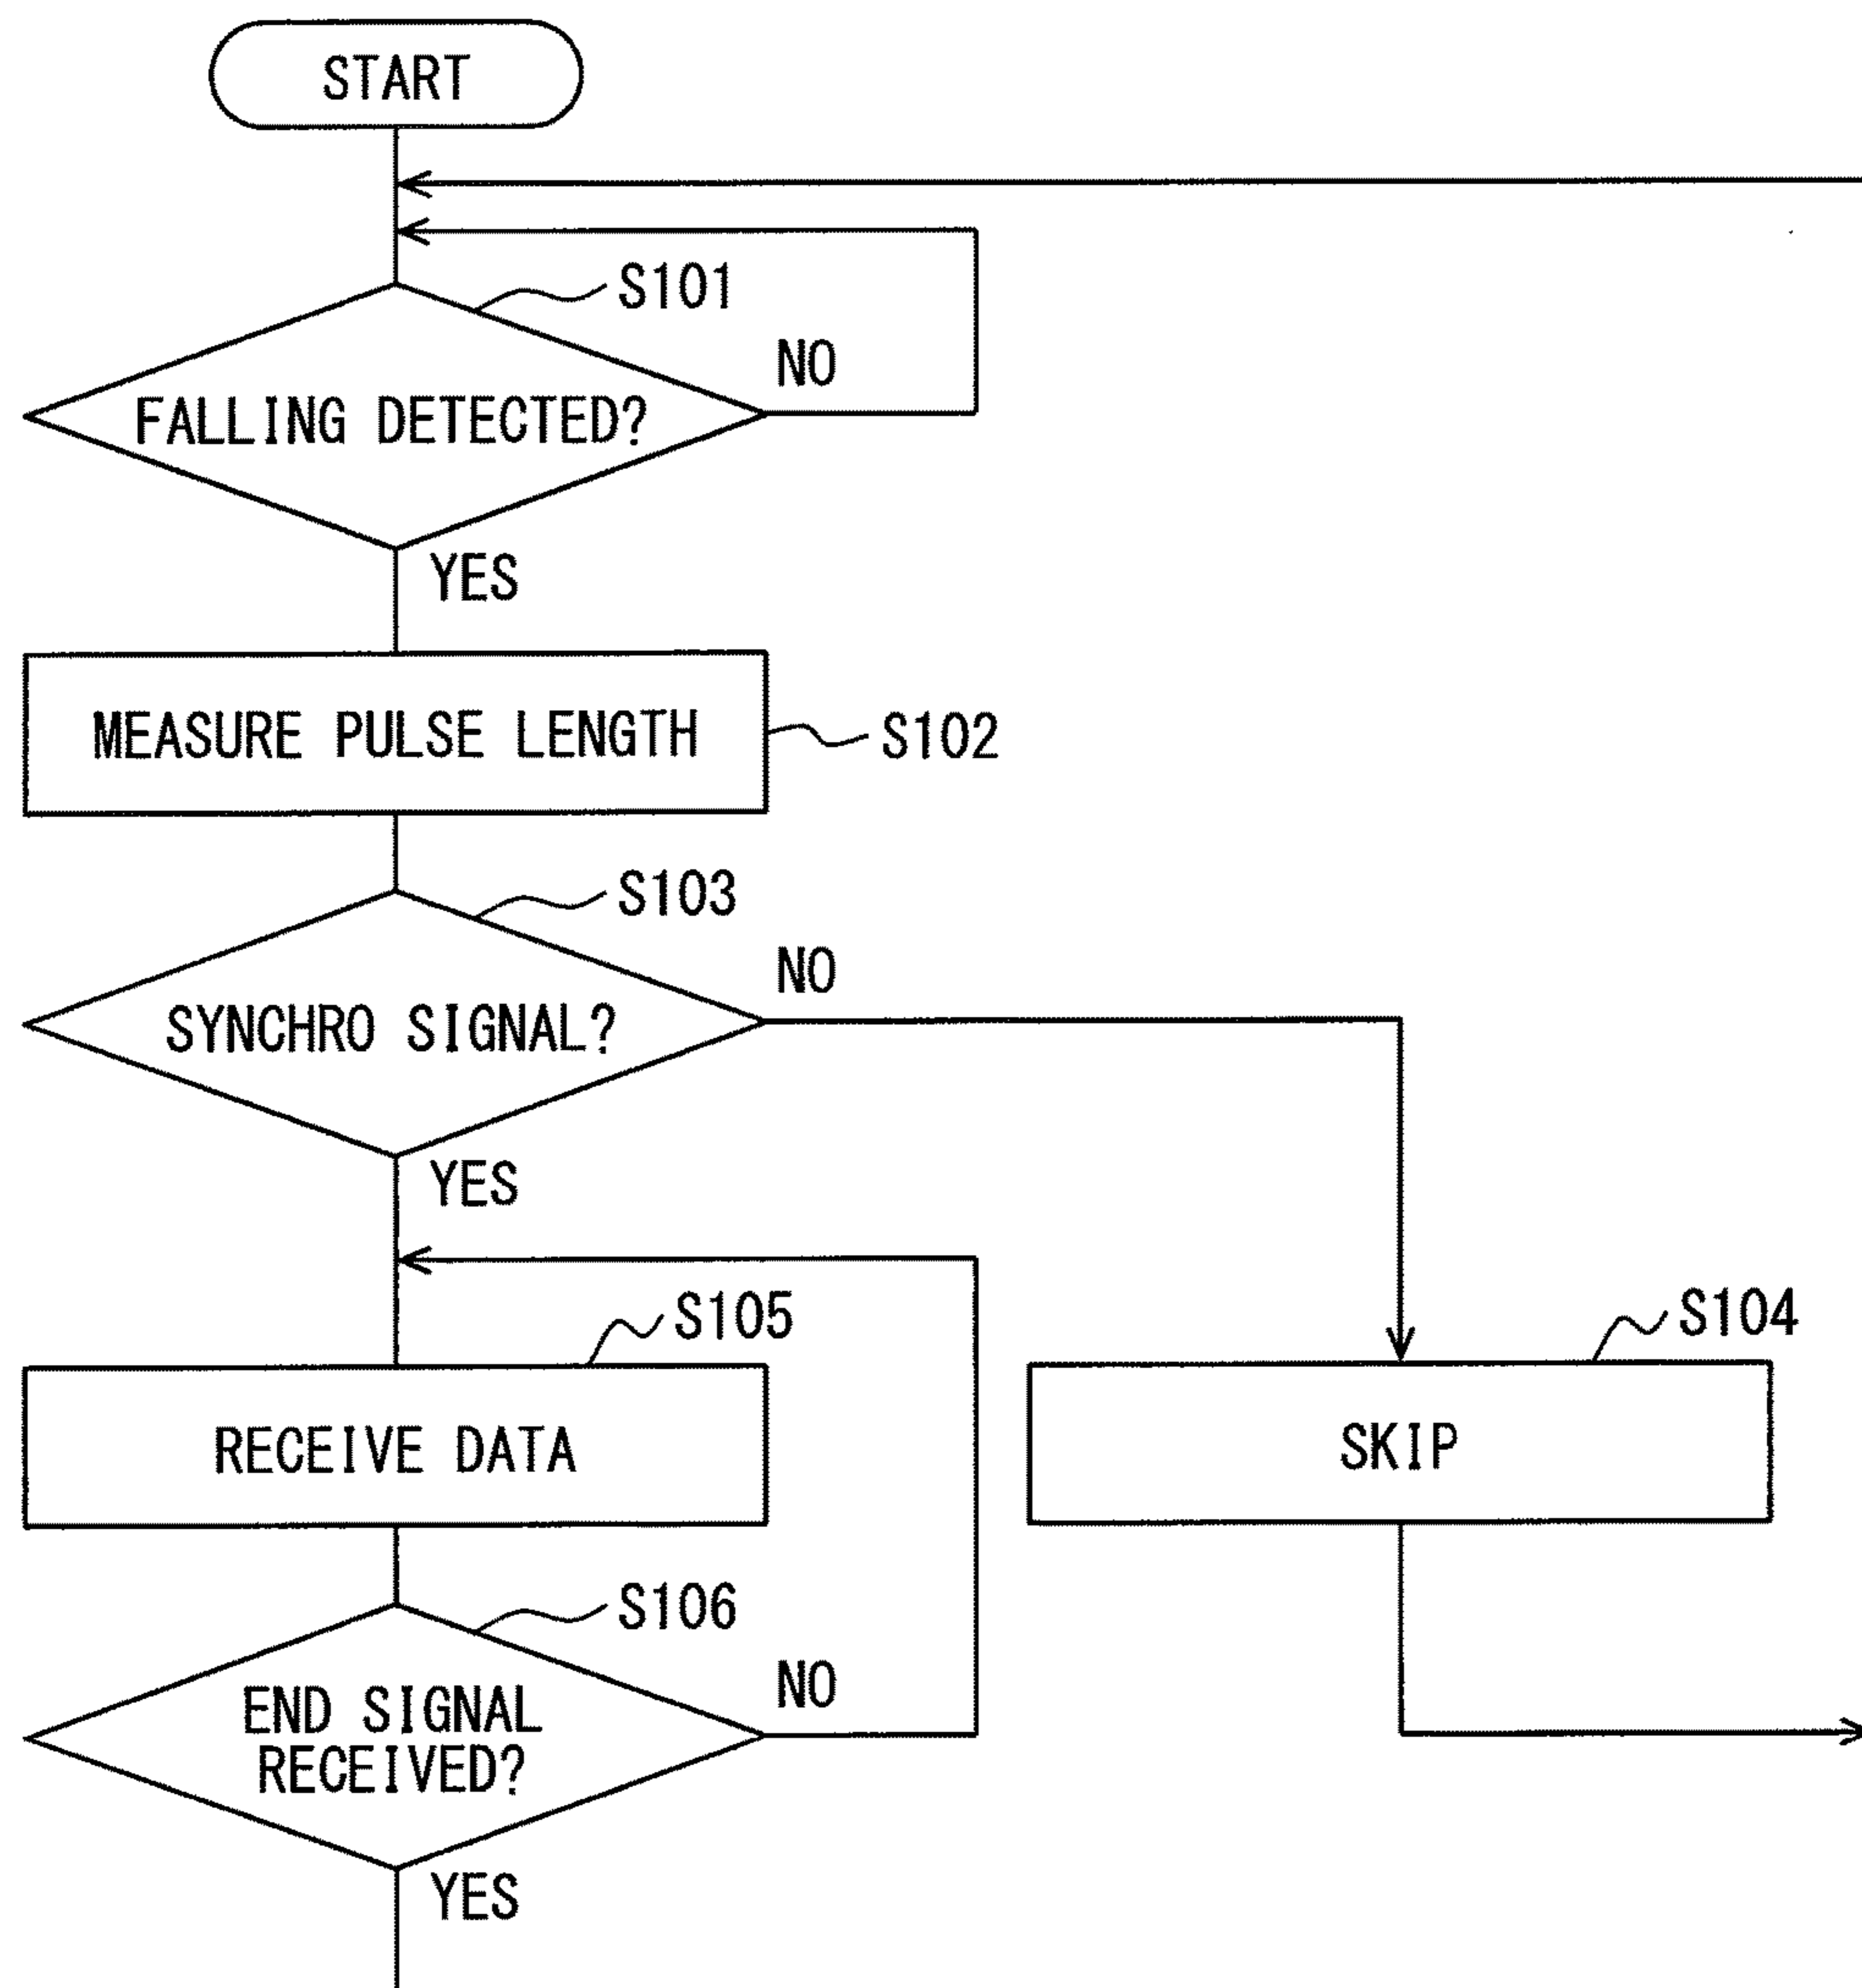 START
S101
NO
FALLING DETECTED?
YES
MEASURE PULSE LENGTH
S102
S103
NO
SYNCHRO SIGNAL?
YES
S105
S104
RECEIVE DATA
SKIP
S106
NO
END SIGNAL
RECEIVED?
YES